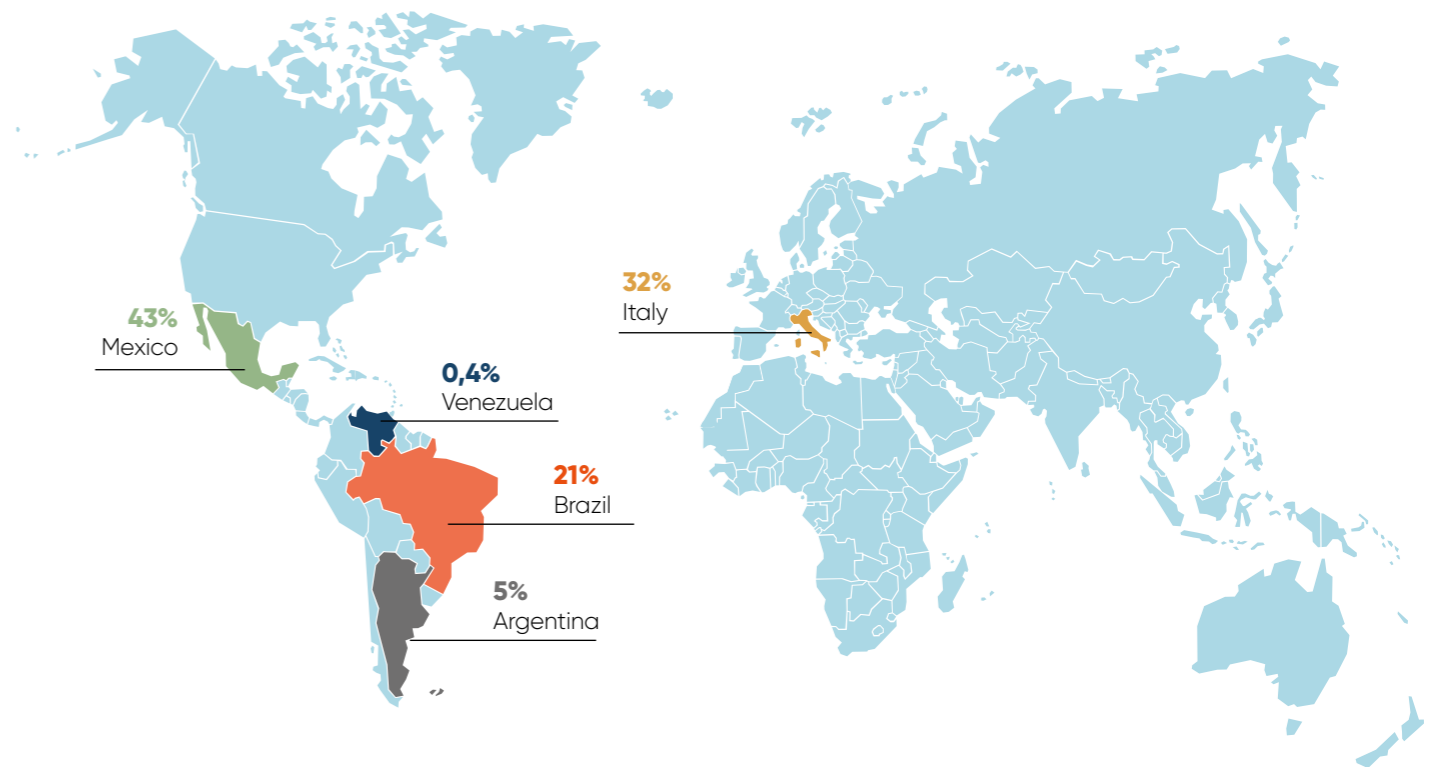 32%
Italy
43%
Mexico
0,4%
Venezuela
21%
Brazil
5%
Argentina